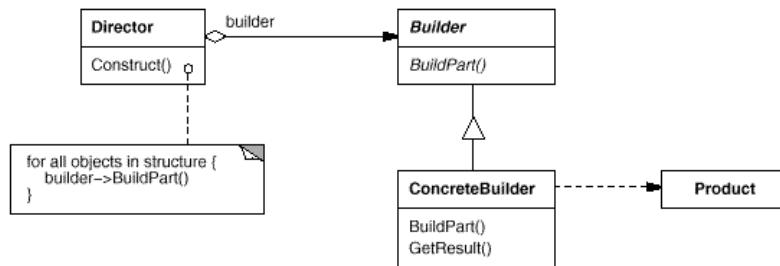 Director
builder
Builder
Construct()
BuildPart()
for all objects in structure {
builder–>BuildPart()
}
ConcreteBuilder
Product
BuildPart()
GetResult()